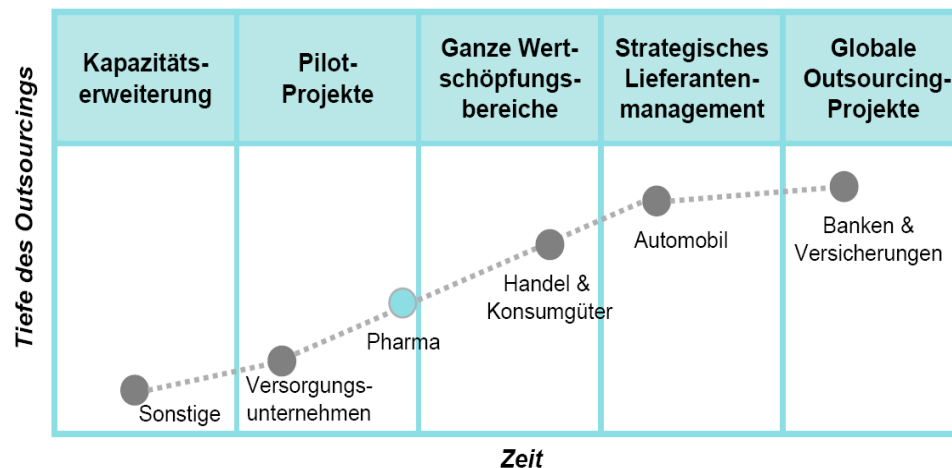 Kapazitäts-
erweiterung
Pilot-
Projekte
Ganze Wert-
schöpfungs-
bereiche
Strategisches
Lieferanten-
management
Globale
Outsourcing-
Projekte
Tiefe des Outsourcings
Sonstige
Versorgungs-
unternehmen
Pharma
Handel &
Konsumgüter
Automobil
Banken &
Versicherungen
Zeit